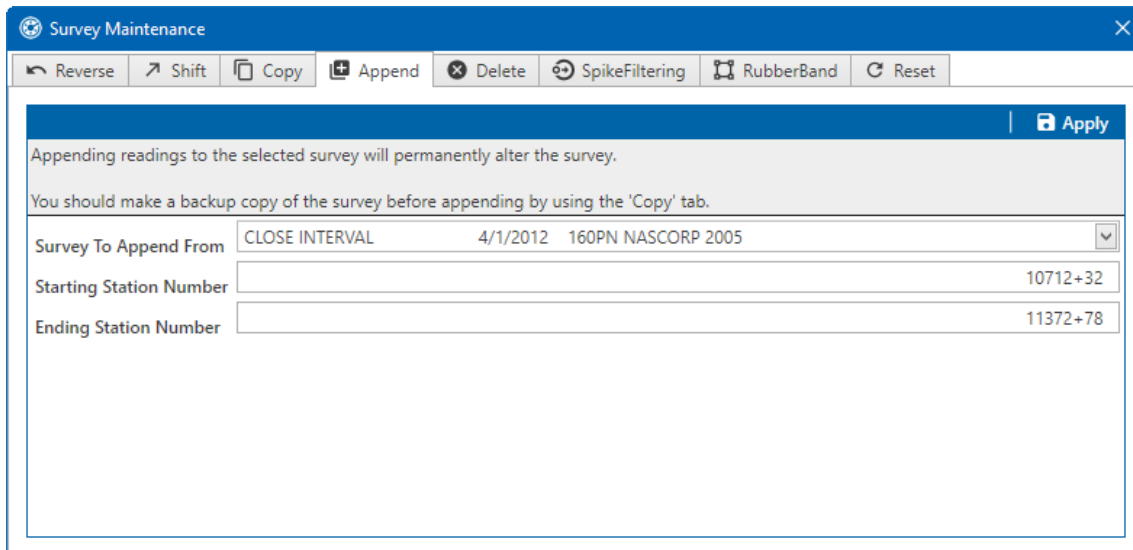 Survey Maintenance
Reverse Shift Copy Append Delete SpikeFiltering RubberBand Reset
Apply
Appending readings to the selected survey will permanently alter the survey.
You should make a backup copy of the survey before appending by using the 'Copy' tab.
Survey To Append From CLOSE INTERVAL 4/1/2012 160PN NASCORP 2005
Starting Station Number 10712+32
Ending Station Number 11372+78